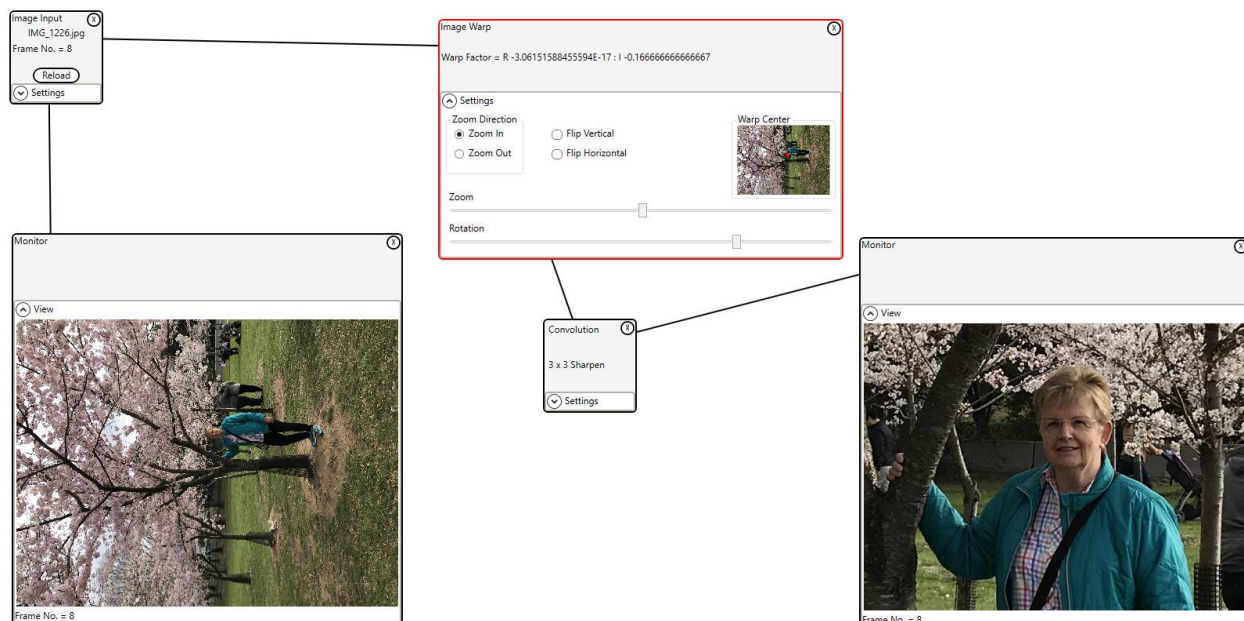 Image Input
X
IMG_1226.jpg
Frame No. = 8
Reload
Settings
Image Warp
X
Warp Factor = R -3.06151588455594E-17 : I -0.166666666666667
Settings
Zoom Direction
Zoom In
Zoom Out
Flip Vertical
Flip Horizontal
Warp Center
Zoom
Rotation
Monitor
X
View
Frame No. = 8
Convolution
X
3 x 3 Sharpen
Settings
Monitor
X
View
Frame No. = 8